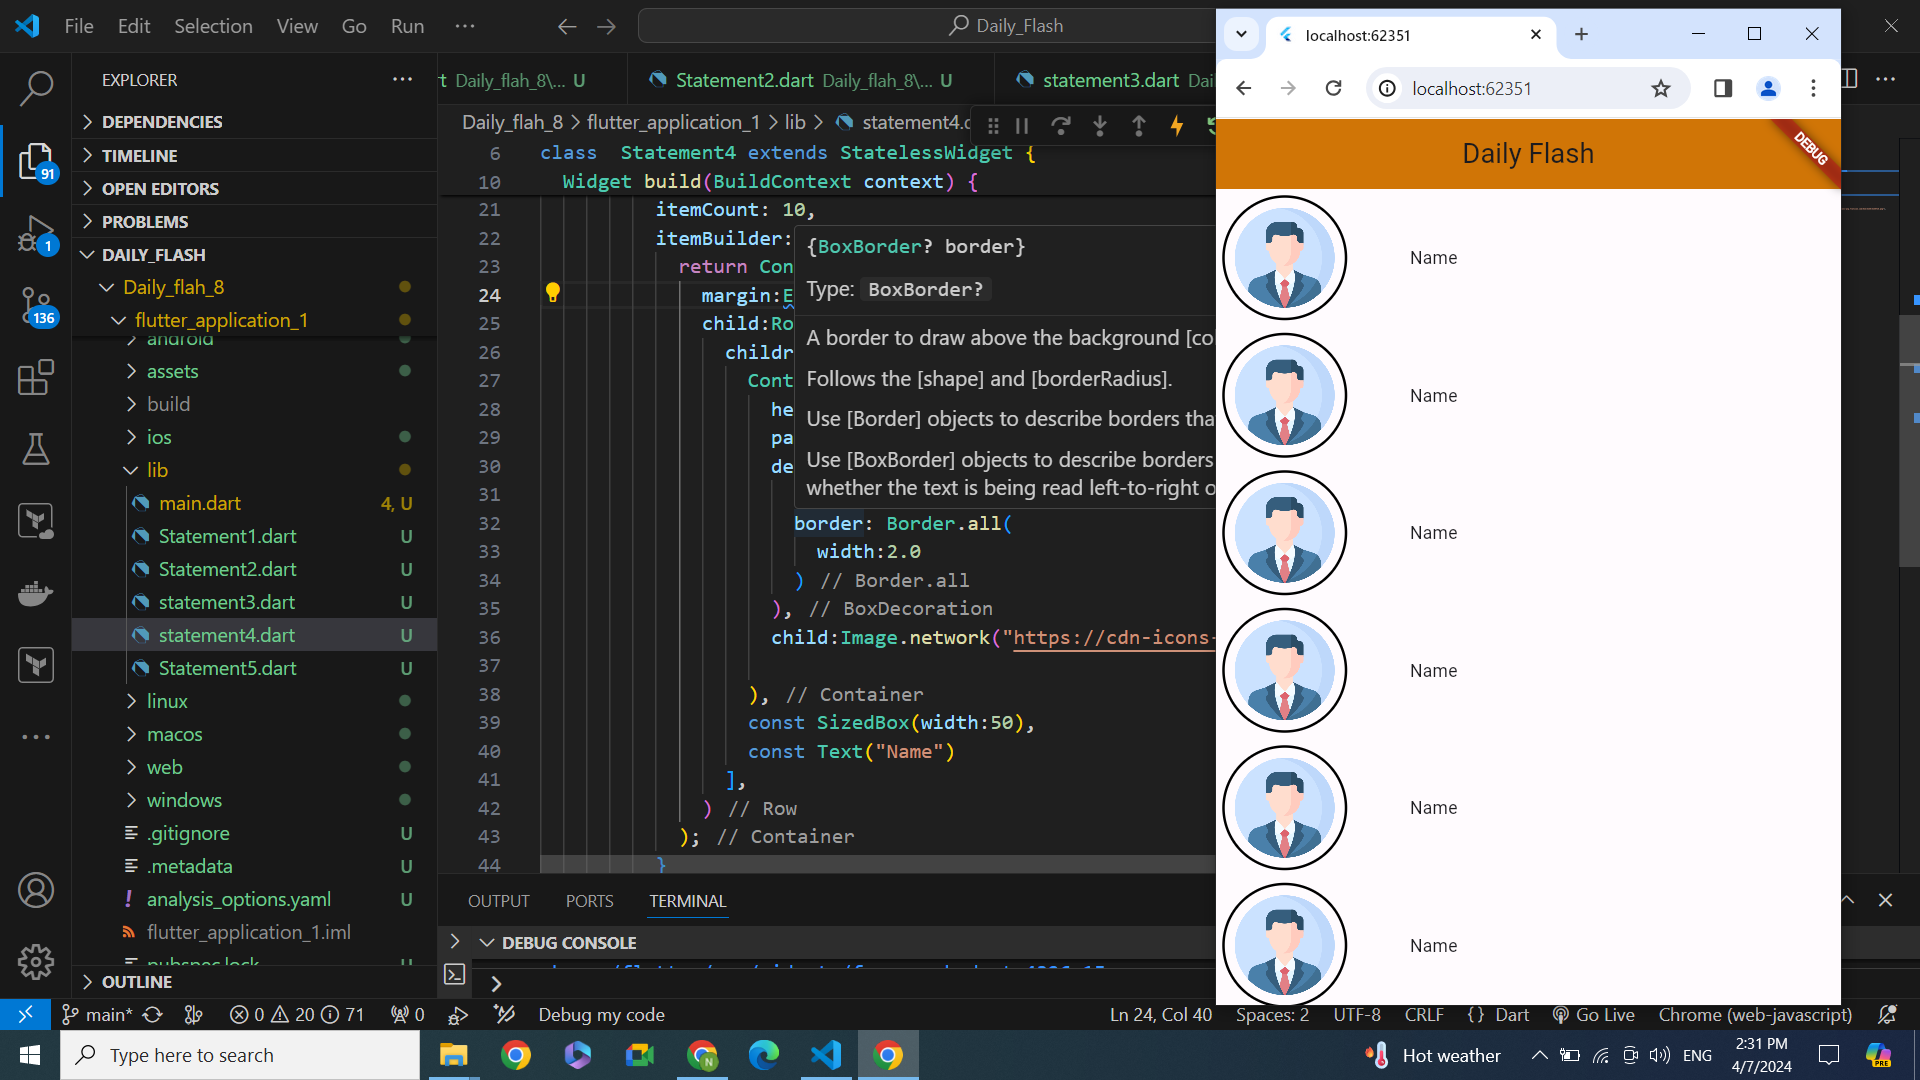 File Edit Selection View Go Run ···
Daily_Flash
EXPLORER
DEPENDENCIES
TIMELINE
OPEN EDITORS
PROBLEMS
DAILY_FLASH
Daily_flah_8
flutter_application_1
android
assets
build
ios
lib
main.dart 4, U
Statement1.dart U
Statement2.dart U
statement3.dart U
statement4.dart U
Statement5.dart U
linux
macos
web
windows
.gitignore U
.metadata U
analysis_options.yaml U
flutter_application_1.iml
pubspec.lock U
OUTLINE
91
1
136
t Daily_flah_8\... U
Statement2.dart Daily_flah_8\... U
statement3.dart Dai
Daily_flah_8 > flutter_application_1 > lib > statement4.d
6 class Statement4 extends StatelessWidget {
10 Widget build(BuildContext context) {
21 itemCount: 10,
22 itemBuilder:
23 return Con
24 margin:E
25 child:Ro
26 childr
27 Cont
28 he
29 pa
30 de
31
32 border: Border.all(
33 width:2.0
34 ) // Border.all
35 ), // BoxDecoration
36 child:Image.network("https://cdn-icons-
37
38 ), // Container
39 const SizedBox(width:50),
40 const Text("Name")
41 ],
42 ) // Row
43 ); // Container
44 }
{BoxBorder? border}
Type: BoxBorder?
A border to draw above the background [co
Follows the [shape] and [borderRadius].
Use [Border] objects to describe borders tha
Use [BoxBorder] objects to describe borders
whether the text is being read left-to-right o
OUTPUT PORTS TERMINAL
DEBUG CONSOLE
localhost:62351
localhost:62351
Daily Flash
DEBUG
Name
Name
Name
Name
Name
Name
main* 0 20 71 0 Debug my code
Ln 24, Col 40 Spaces: 2 UTF-8 CRLF {} Dart Go Live Chrome (web-javascript)
Type here to search
N
Hot weather
ENG
2:31 PM
4/7/2024
PRE